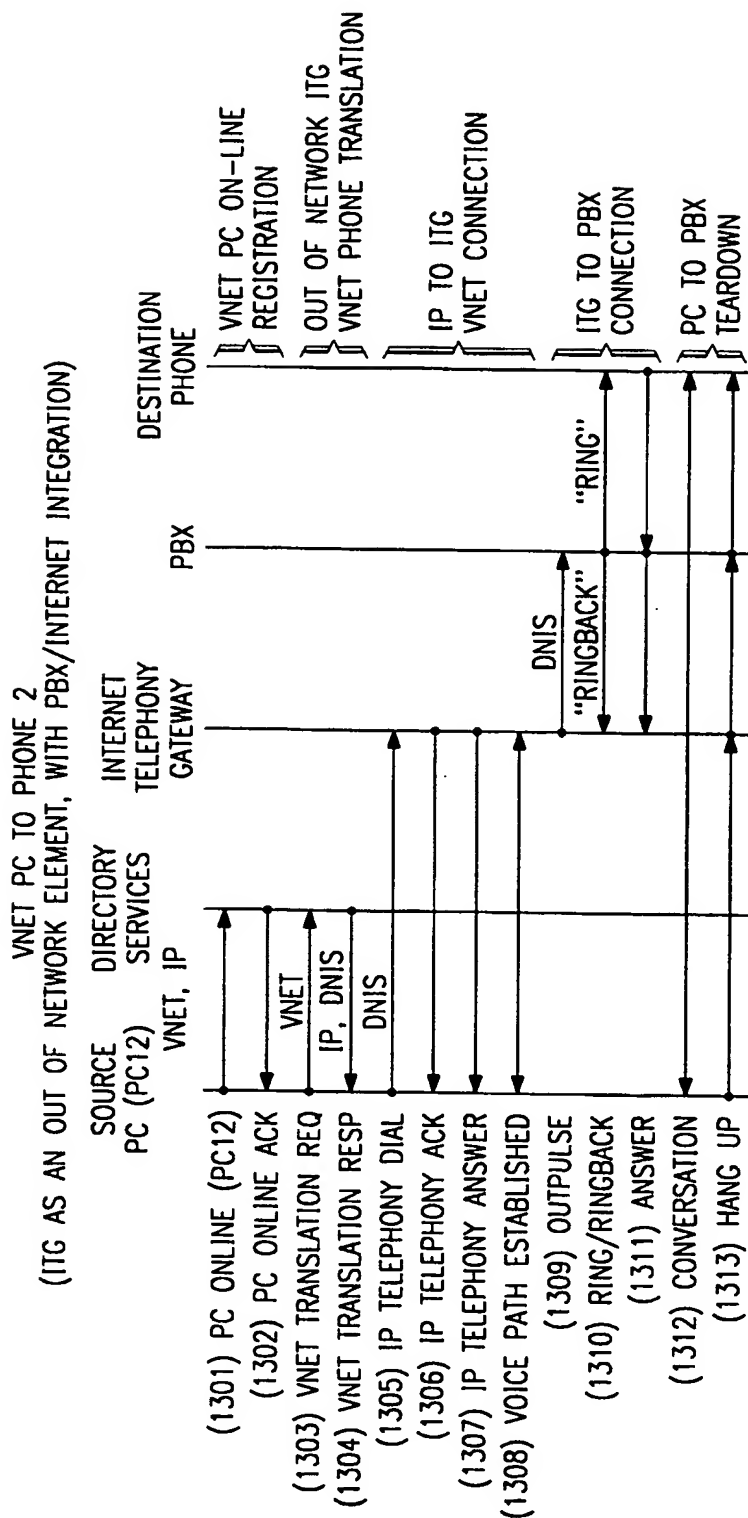 VNET PC TO PHONE 2
(ITG AS AN OUT OF NETWORK ELEMENT, WITH PBX/INTERNET INTEGRATION)
SOURCE
PC (PC12)
DIRECTORY
SERVICES
INTERNET
TELEPHONY
GATEWAY
PBX
DESTINATION
PHONE
VNET, IP
(1301) PC ONLINE (PC12)
(1302) PC ONLINE ACK
VNET PC ON-LINE
REGISTRATION
(1303) VNET TRANSLATION REQ
VNET
(1304) VNET TRANSLATION RESP
IP, DNIS
OUT OF NETWORK ITG
VNET PHONE TRANSLATION
(1305) IP TELEPHONY DIAL
DNIS
(1306) IP TELEPHONY ACK
(1307) IP TELEPHONY ANSWER
(1308) VOICE PATH ESTABLISHED
IP TO ITG
VNET CONNECTION
(1309) OUTPULSE
DNIS
(1310) RING/RINGBACK
"RINGBACK"
"RING"
(1311) ANSWER
ITG TO PBX
CONNECTION
(1312) CONVERSATION
(1313) HANG UP
PC TO PBX
TEARDOWN